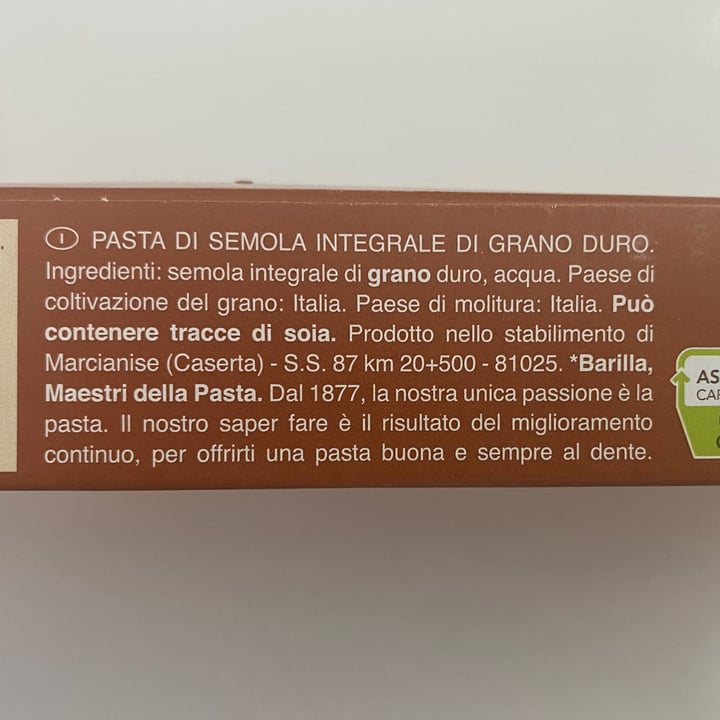 I PASTA DI SEMOLA INTEGRALE DI GRANO DURO.
Ingredienti: semola integrale di grano duro, acqua. Paese di
coltivazione del grano: Italia. Paese di molitura: Italia. Può
contenere tracce di soia. Prodotto nello stabilimento di
Marcianise (Caserta) - S.S. 87 km 20+500 - 81025. *Barilla,
Maestri della Pasta. Dal 1877, la nostra unica passione è la
pasta. Il nostro saper fare è il risultato del miglioramento
continuo, per offrirti una pasta buona e sempre al dente.